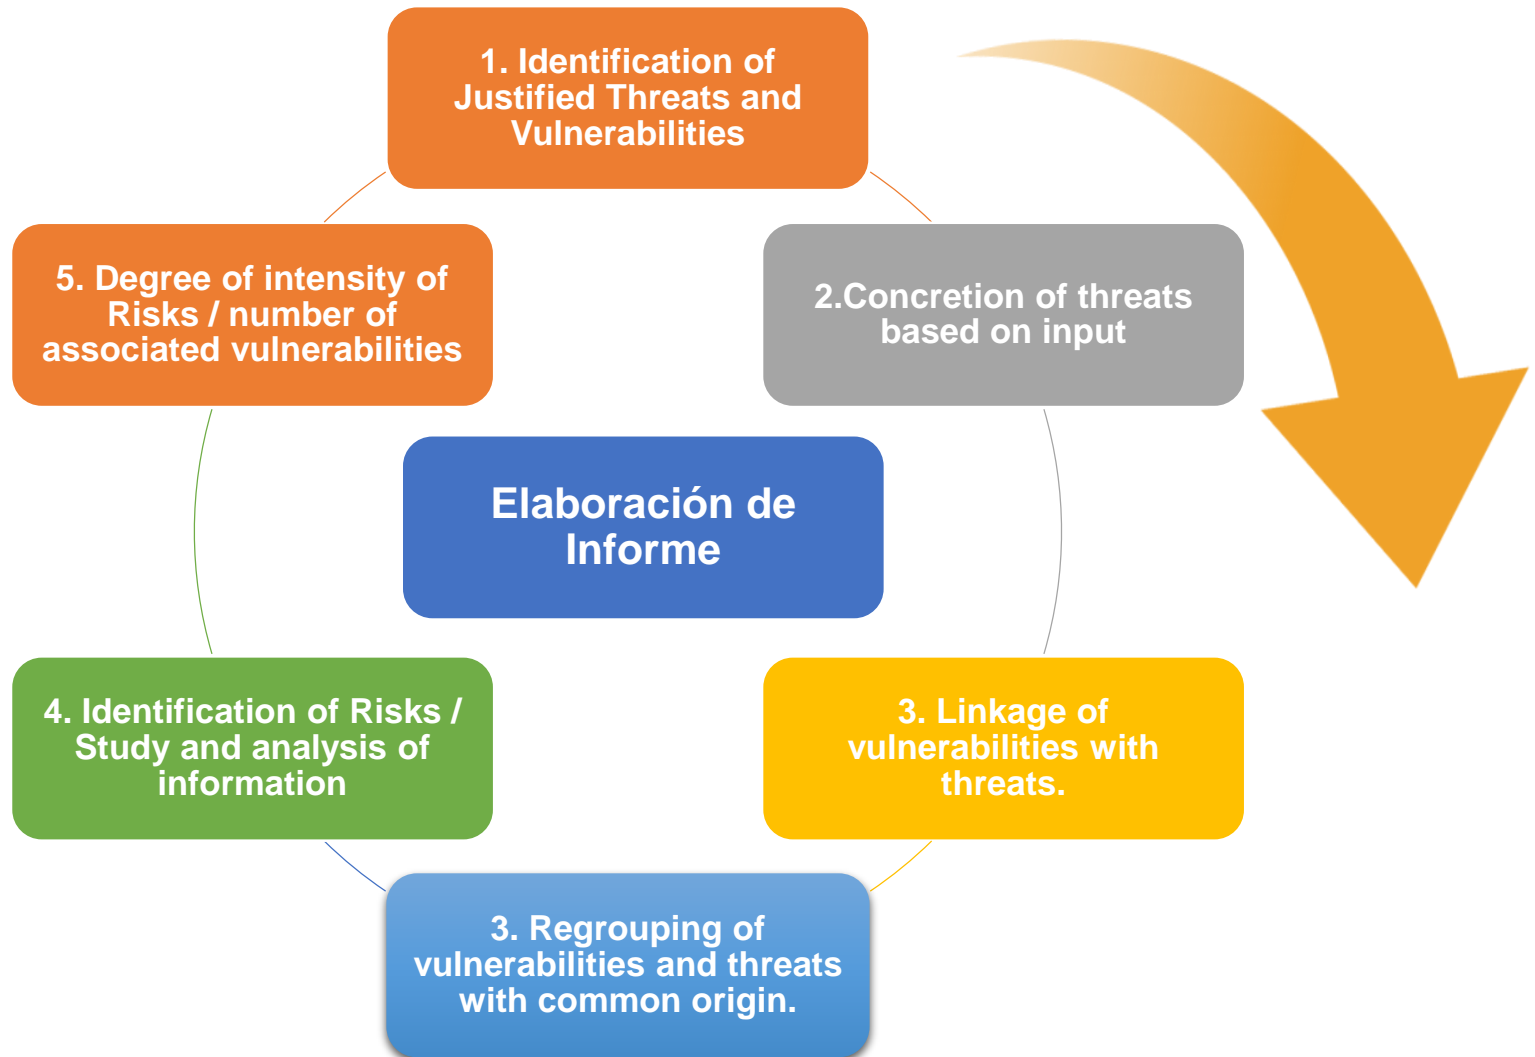 1. Identification of
Justified Threats and
Vulnerabilities
5. Degree of intensity of
Risks / number of
associated vulnerabilities
2.Concretion of threats
based on input
Elaboración de
Informe
4. Identification of Risks /
Study and analysis of
information
3. Linkage of
vulnerabilities with
threats.
3. Regrouping of
vulnerabilities and threats
with common origin.